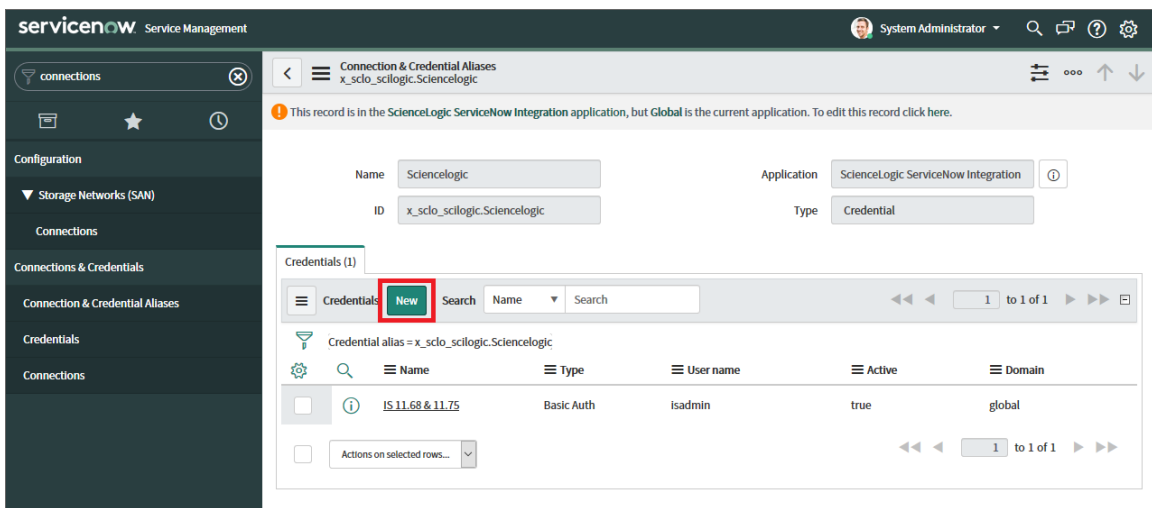 servicenow. Service Management
System Administrator
connections
Connection & Credential Aliases
x_sclo_scilogic.Sciencelogic
This record is in the ScienceLogic ServiceNow Integration application, but Global is the current application. To edit this record click here.
Configuration
Storage Networks (SAN)
Connections
Connections & Credentials
Connection & Credential Aliases
Credentials
Connections
Name Sciencelogic
Application ScienceLogic ServiceNow Integration
ID x_sclo_scilogic.Sciencelogic
Type Credential
Credentials (1)
Credentials New Search Name Search 1 to 1 of 1
Credential alias = x_sclo_scilogic.Sciencelogic
Name Type User name Active Domain
IS 11.68 & 11.75 Basic Auth isadmin true global
Actions on selected rows... 1 to 1 of 1